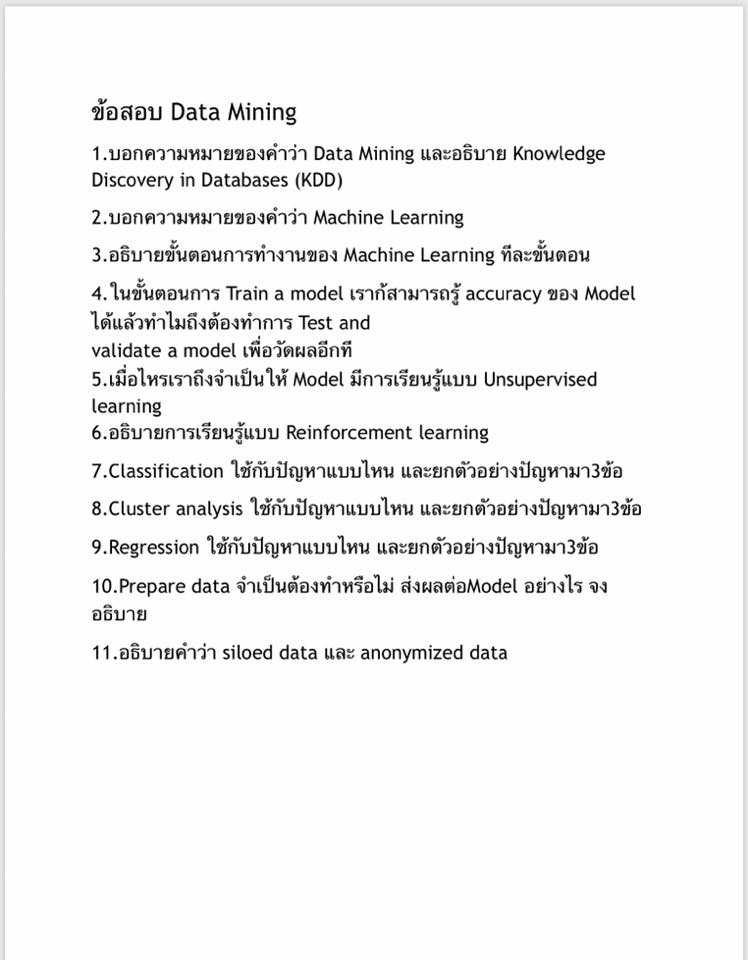 ข้อสอบ Data Mining
1.บอกความหมายของคำว่า Data Mining และอธิบาย Knowledge
Discovery in Databases (KDD)
2.บอกความหมายของคำว่า Machine Learning
3.อธิบายขั้นตอนการทำงานของ Machine Learning ทีละขั้นตอน
4.ในขั้นตอนการ Train a model เราก้สามารถรู้ accuracy ของ Model
ได้แล้วทำไมถึงต้องทำการ Test and
validate a model เพื่อวัดผลอีกที
5.เมื่อไหร่เราถึงจำเป็นให้ Model มีการเรียนรู้แบบ Unsupervised
learning
6.อธิบายการเรียนรู้แบบ Reinforcement learning
7.Classification ใช้กับปัญหาแบบไหน และยกตัวอย่างปัญหามา3ข้อ
8.Cluster analysis ใช้กับปัญหาแบบไหน และยกตัวอย่างปัญหามา3ข้อ
9.Regression ใช้กับปัญหาแบบไหน และยกตัวอย่างปัญหามา3ข้อ
10.Prepare data จำเป็นต้องทำหรือไม่ ส่งผลต่อModel อย่างไร จง
อธิบาย
11.อธิบายคำว่า siloed data และ anonymized data